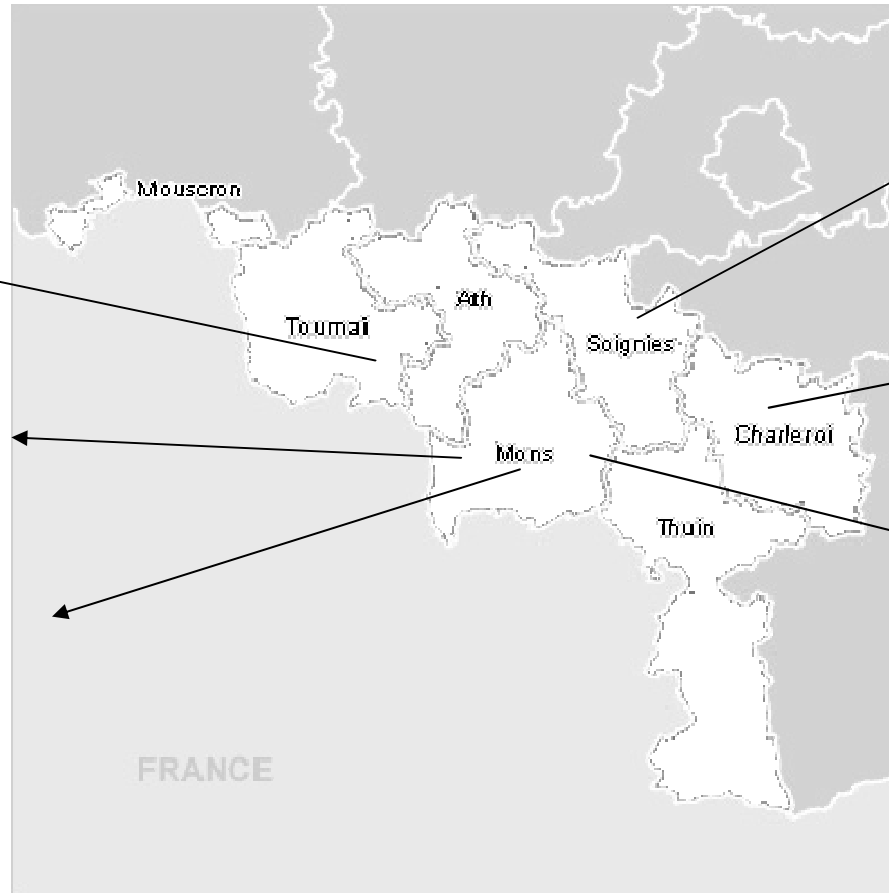 Mouscron
Ath
Tournai
Soignies
Charleroi
Mons
Thuin
FRANCE